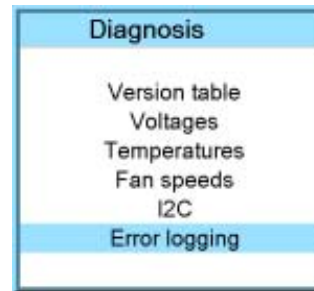 Diagnosis
Version table
Voltages
Temperatures
Fan speeds
I2C
Error logging